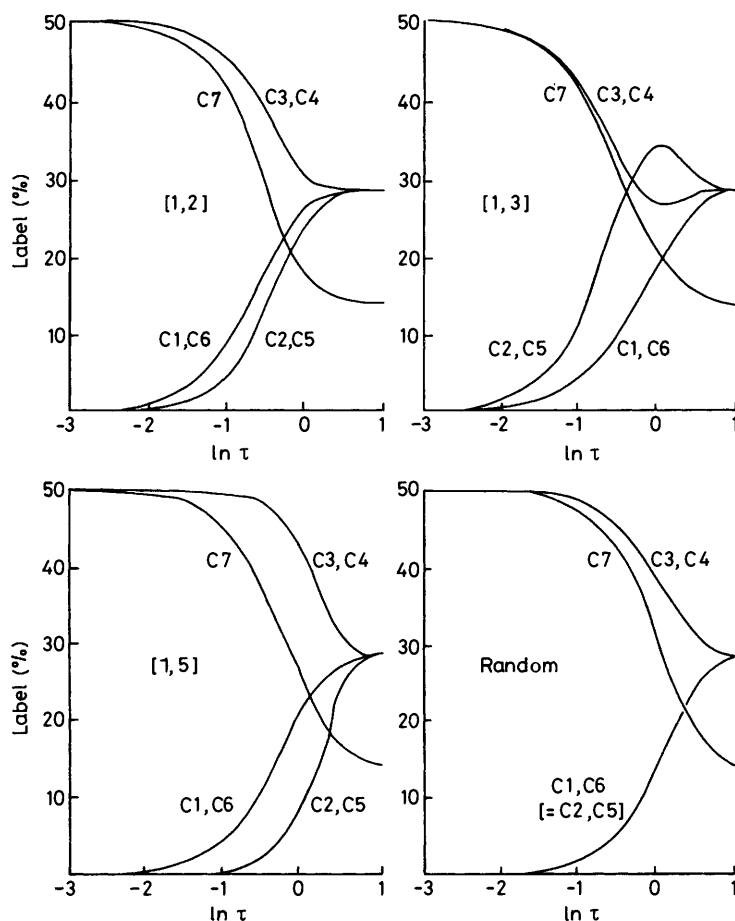 50
40
30
20
10
Label (%)
C3, C4
C7
[1, 2]
C1, C6
C2, C5
-3 -2 -1 0 1
ln τ
50
40
30
20
10
C7
C3, C4
[1, 3]
C2, C5
C1, C6
-3 -2 -1 0 1
ln τ
50
40
30
20
10
Label (%)
C7
C3, C4
[1, 5]
C1, C6
C2, C5
-3 -2 -1 0 1
ln τ
50
40
30
20
10
C7
C3, C4
Random
C1, C6
[= C2, C5]
-3 -2 -1 0 1
ln τ